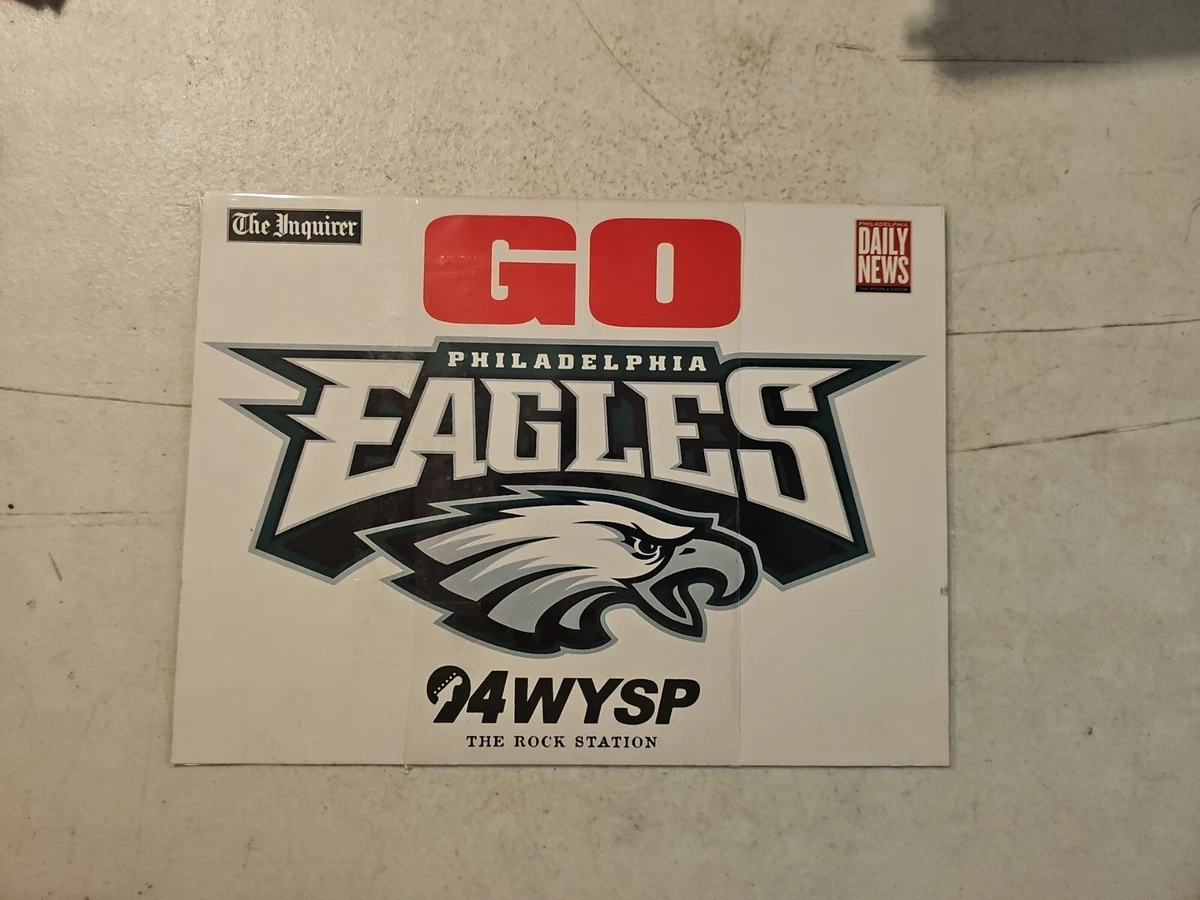 The Inquirer
GO
PHILADELPHIA
DAILY
NEWS
PHILADELPHIA
EAGLES
94WYSP
THE ROCK STATION